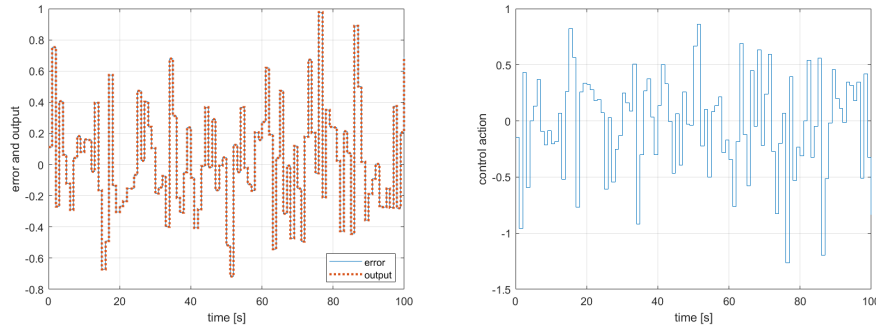 1
0.8
0.6
0.4
0.2
0
-0.2
-0.4
-0.6
-0.8
error and output
0 20 40 60 80 100
time [s]
error
output
1
0.5
0
-0.5
-1
-1.5
control action
0 20 40 60 80 100
time [s]